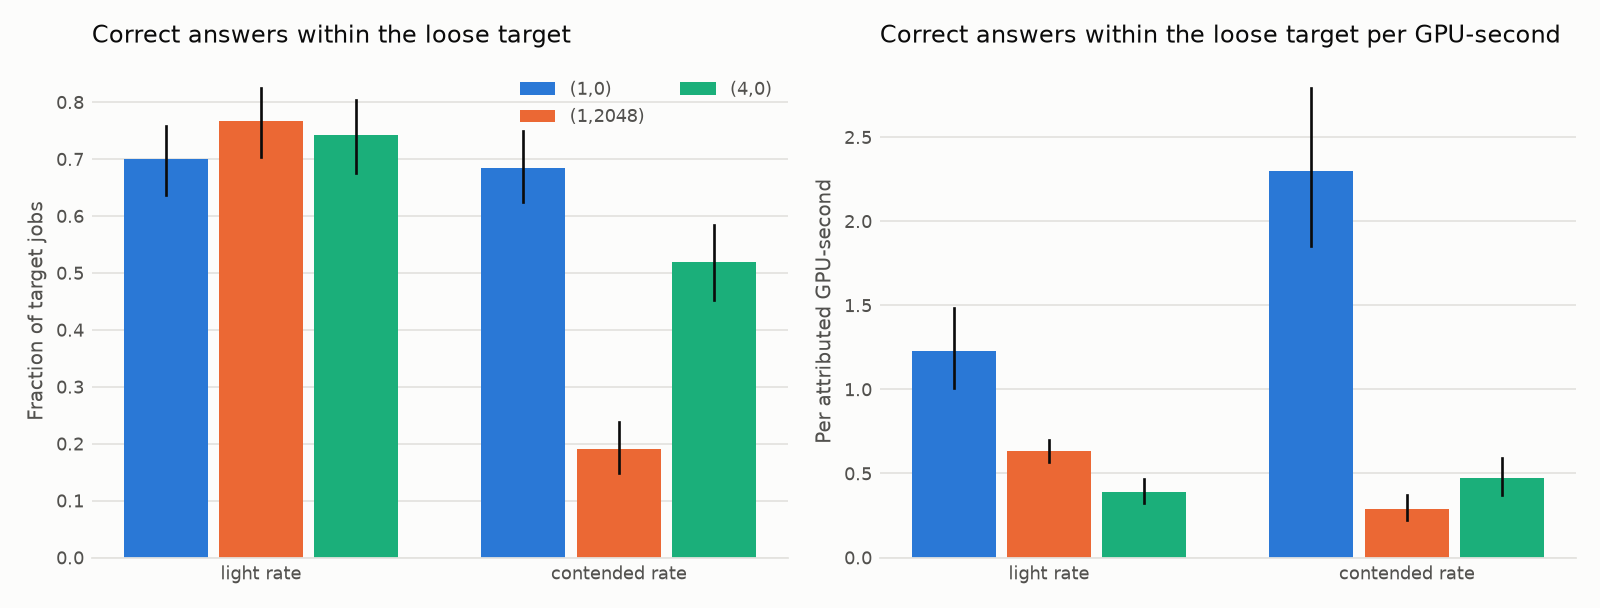 Correct answers within the loose target
(1,0)
(1,2048)
(4,0)
Fraction of target jobs
0.8
0.7
0.6
0.5
0.4
0.3
0.2
0.1
0.0
light rate
contended rate
Correct answers within the loose target per GPU-second
Per attributed GPU-second
2.5
2.0
1.5
1.0
0.5
0.0
light rate
contended rate